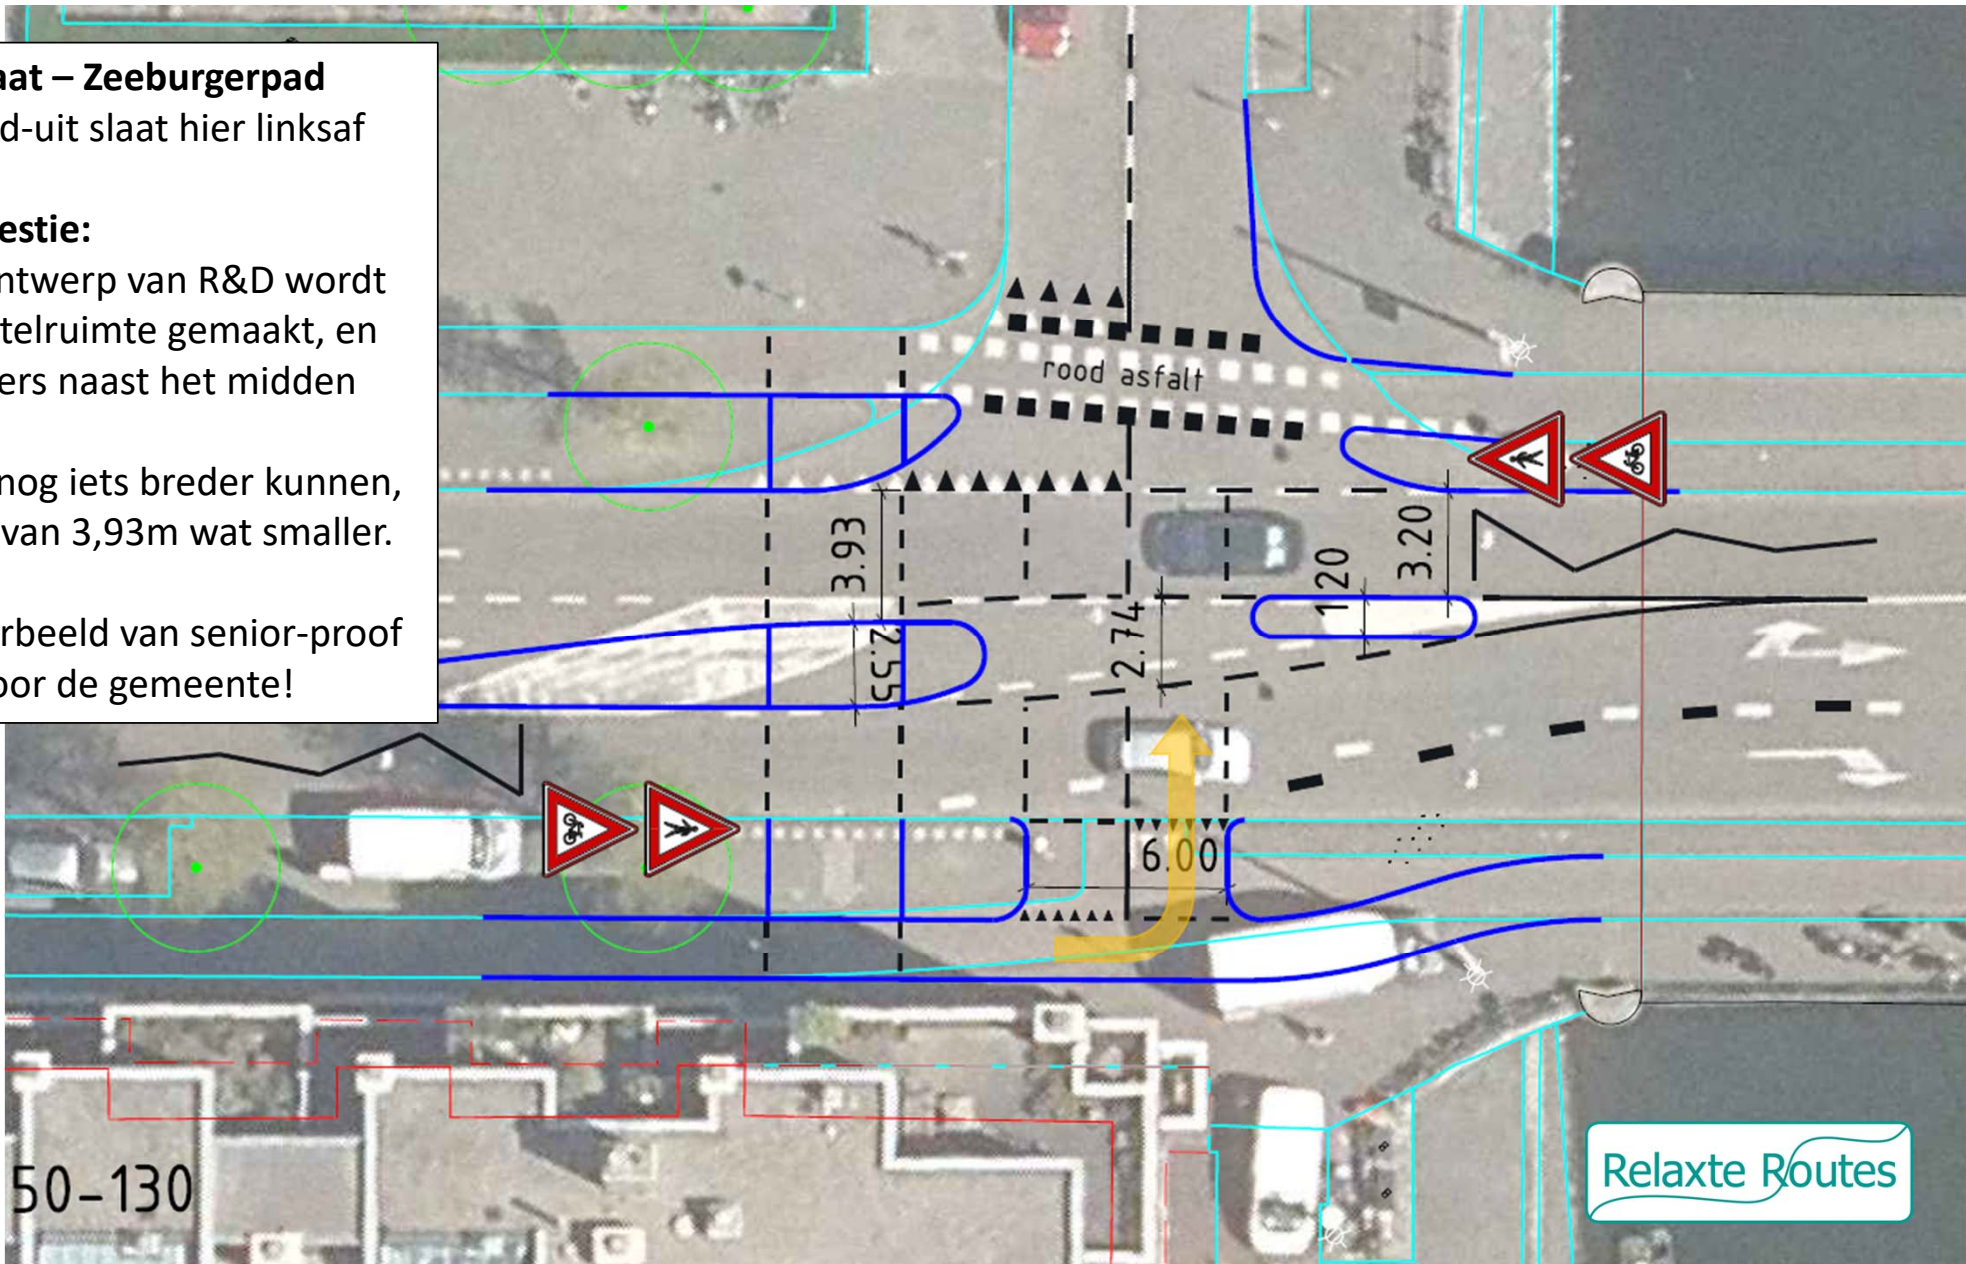 aat – Zeeburgerpad
d-uit slaat hier linksaf
estie:
ntwerp van R&D wordt
telruimte gemaakt, en
ers naast het midden
nog iets breder kunnen,
van 3,93m wat smaller.
rbeeld van senior-proof
oor de gemeente!
rood asfalt
3.93
3.20
1.20
2.74
2.55
6.00
50-130
Relaxte Routes